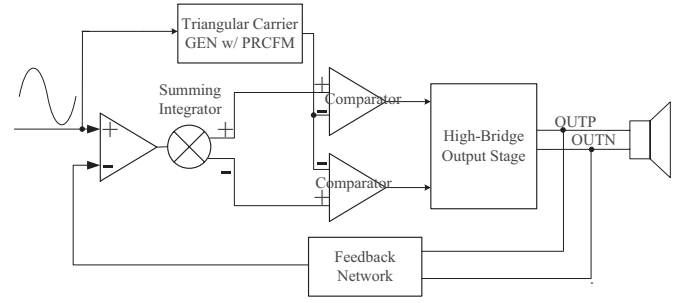 Triangular Carrier
GEN w/ PRCFM
Summing
Integrator
+
-
+
-
+
-
Comparator
-
+
Comparator
High-Bridge
Output Stage
OUTP
OUTN
Feedback
Network